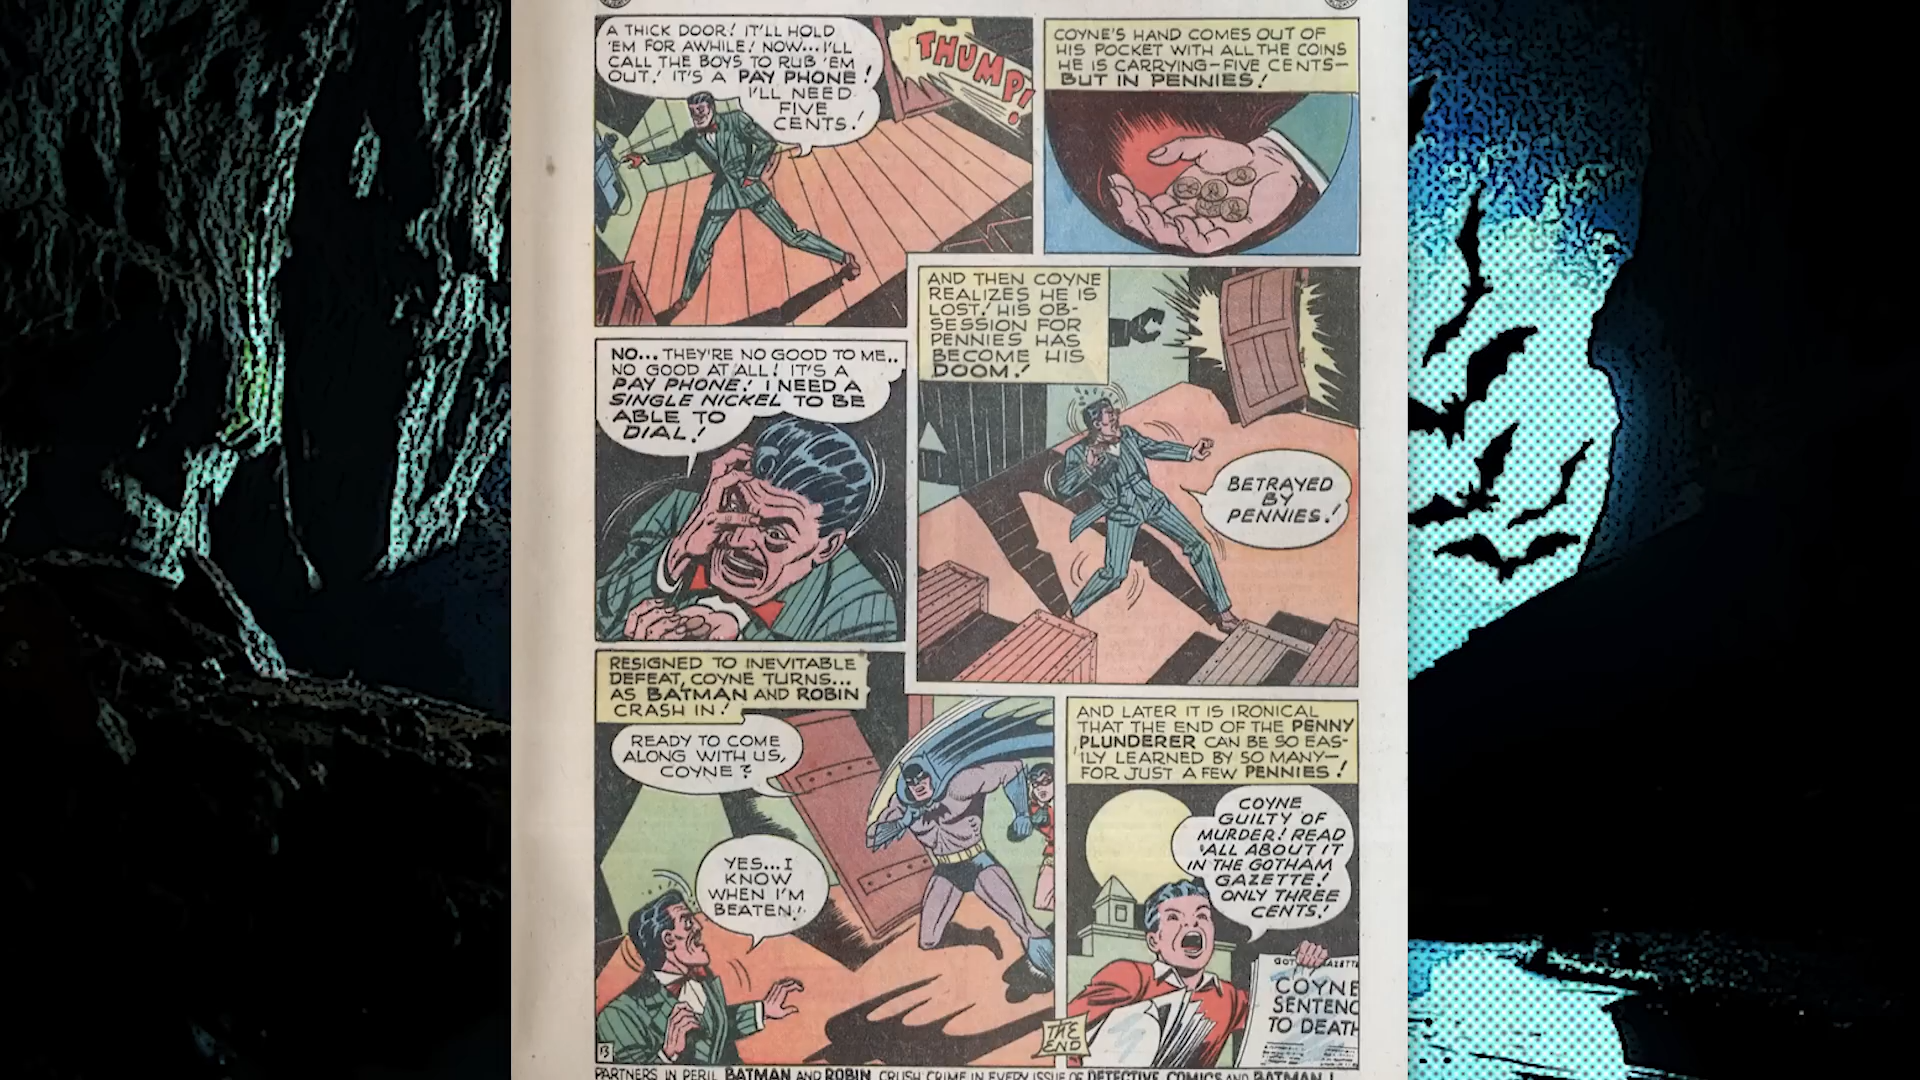 A THICK DOOR! IT'LL HOLD
'EM FOR AWHILE! NOW... I'LL
CALL THE BOYS TO RUB 'EM
OUT! IT'S A PAY PHONE!
I'LL NEED
FIVE
CENTS!
THUMP!
COYNE'S HAND COMES OUT OF
HIS POCKET WITH ALL THE COINS
HE IS CARRYING—FIVE CENTS—
BUT IN PENNIES!
NO... THEY'RE NO GOOD TO ME..
NO GOOD AT ALL! IT'S A
PAY PHONE! I NEED A
SINGLE NICKEL TO BE
ABLE TO
DIAL!
AND THEN COYNE
REALIZES HE IS
LOST! HIS OB-
SESSION FOR
PENNIES HAS
BECOME HIS
DOOM!
BETRAYED
BY
PENNIES!
RESIGNED TO INEVITABLE
DEFEAT, COYNE TURNS...
AS BATMAN AND ROBIN
CRASH IN!
READY TO COME
ALONG WITH US,
COYNE?
YES... I
KNOW
WHEN I'M
BEATEN!
AND LATER IT IS IRONICAL
THAT THE END OF THE PENNY
PLUNDERER CAN BE SO EAS-
ILY LEARNED BY SO MANY—
FOR JUST A FEW PENNIES!
COYNE
GUILTY OF
MURDER! READ
ALL ABOUT IT
IN THE GOTHAM
GAZETTE!
ONLY THREE
CENTS!
COYNE
SENTENC
TO DEATH
THE
END
13
PARTNERS IN PERIL BATMAN AND ROBIN CRUSH CRIME IN EVERY ISSUE OF DETECTIVE COMICS AND BATMAN!